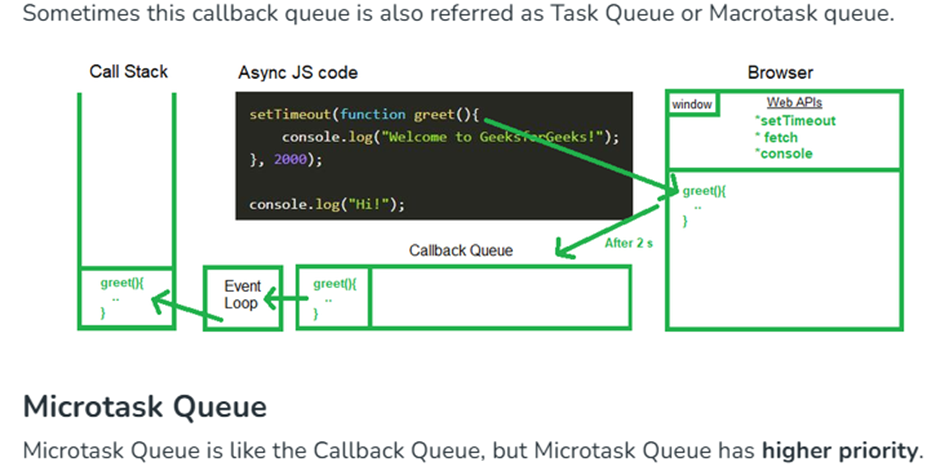 Sometimes this callback queue is also referred as Task Queue or Macrotask queue.
Call Stack
Async JS code
Browser
setTimeout(function greet(){
console.log("Welcome to GeeksforGeeks!");
}, 2000);
console.log("Hi!");
window
Web APIs
*setTimeout
* fetch
*console
greet(){
..
}
After 2 s
Callback Queue
greet(){
..
}
Event
Loop
greet(){
..
}
Microtask Queue
Microtask Queue is like the Callback Queue, but Microtask Queue has higher priority.